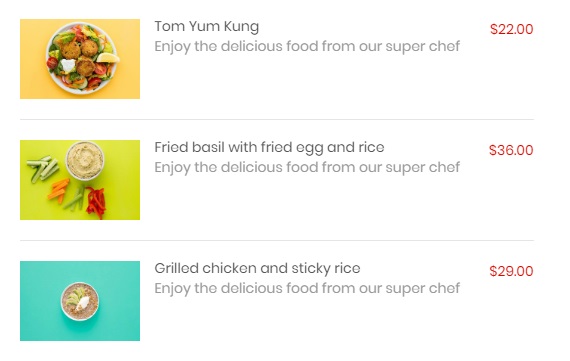 Tom Yum Kung
$22.00
Enjoy the delicious food from our super chef
Fried basil with fried egg and rice
$36.00
Enjoy the delicious food from our super chef
Grilled chicken and sticky rice
$29.00
Enjoy the delicious food from our super chef